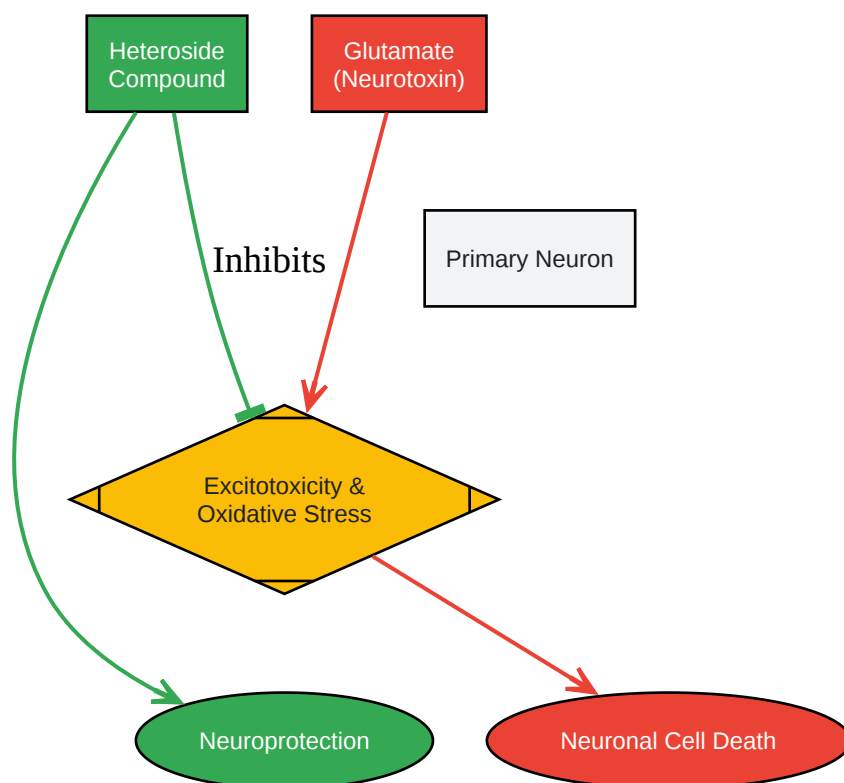 Heteroside
Compound
Glutamate
(Neurotoxin)
Inhibits
Primary Neuron
Excitotoxicity &
Oxidative Stress
Neuroprotection
Neuronal Cell Death